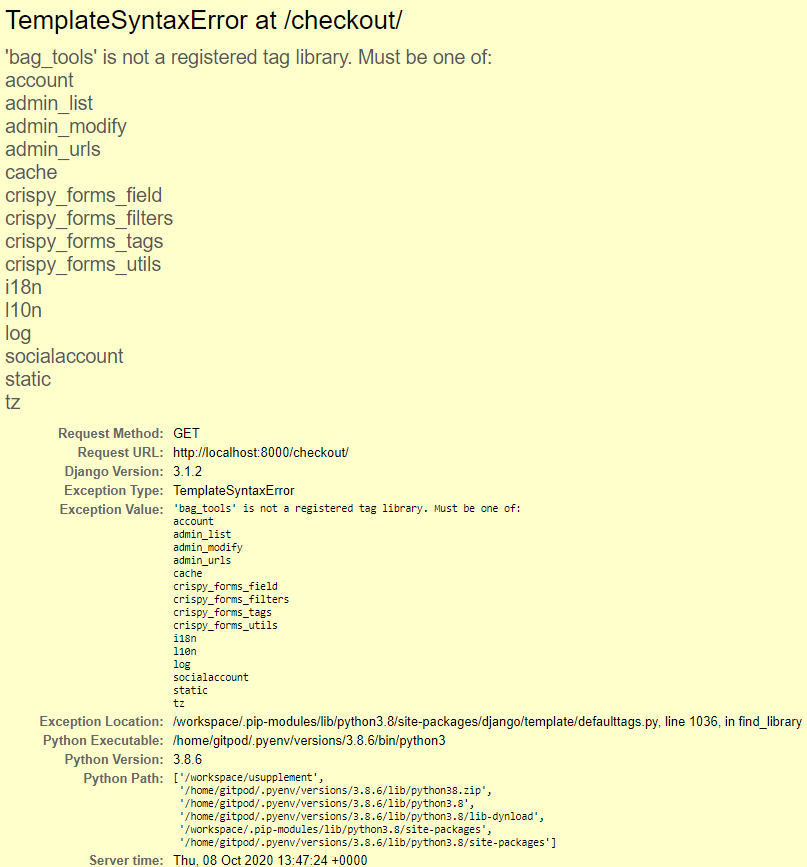 TemplateSyntaxError at /checkout/
'bag_tools' is not a registered tag library. Must be one of:
account
admin_list
admin_modify
admin_urls
cache
crispy_forms_field
crispy_forms_filters
crispy_forms_tags
crispy_forms_utils
i18n
l10n
log
socialaccount
static
tz
Request Method: GET
Request URL: http://localhost:8000/checkout/
Django Version: 3.1.2
Exception Type: TemplateSyntaxError
Exception Value: 'bag_tools' is not a registered tag library. Must be one of:
account
admin_list
admin_modify
admin_urls
cache
crispy_forms_field
crispy_forms_filters
crispy_forms_tags
crispy_forms_utils
i18n
l10n
log
socialaccount
static
tz
Exception Location: /workspace/.pip-modules/lib/python3.8/site-packages/django/template/defaulttags.py, line 1036, in find_library
Python Executable: /home/gitpod/.pyenv/versions/3.8.6/bin/python3
Python Version: 3.8.6
Python Path: ['/workspace/usupplement',
'/home/gitpod/.pyenv/versions/3.8.6/lib/python38.zip',
'/home/gitpod/.pyenv/versions/3.8.6/lib/python3.8',
'/home/gitpod/.pyenv/versions/3.8.6/lib/python3.8/lib-dynload',
'/workspace/.pip-modules/lib/python3.8/site-packages',
'/home/gitpod/.pyenv/versions/3.8.6/lib/python3.8/site-packages']
Server time: Thu, 08 Oct 2020 13:47:24 +0000